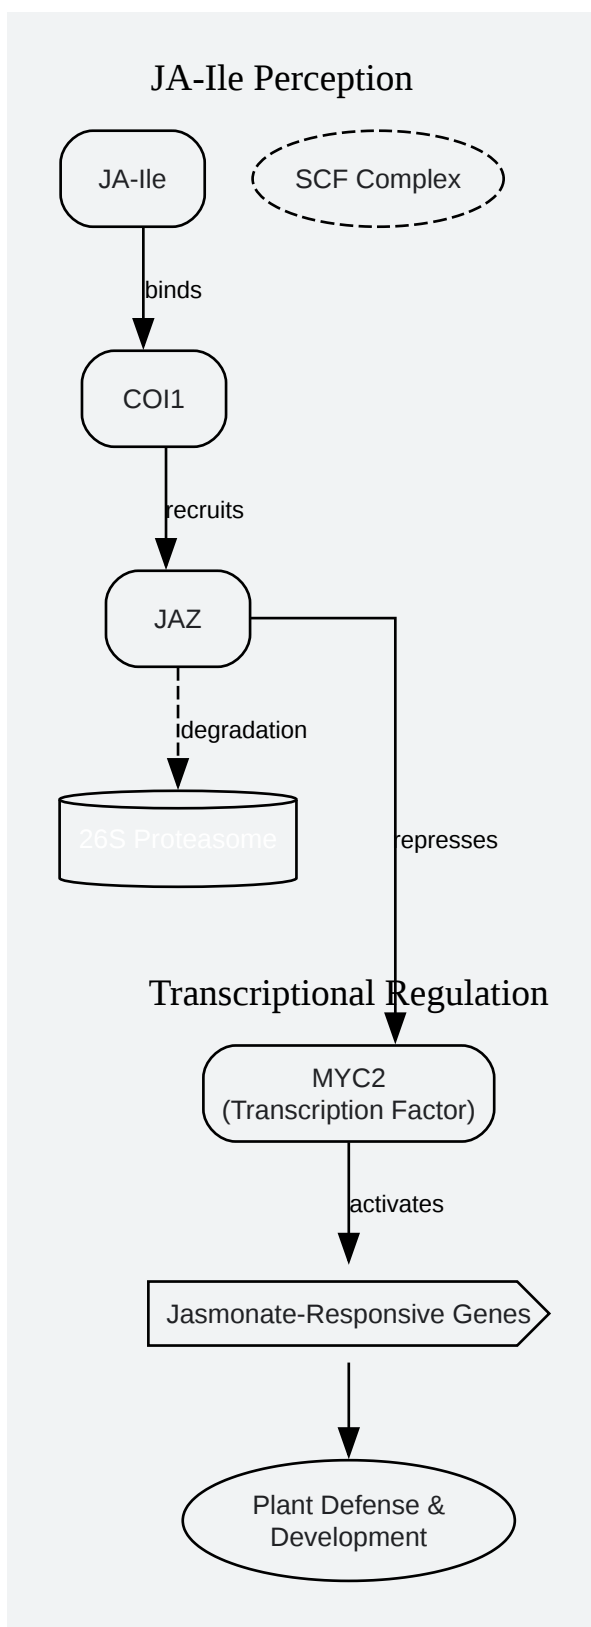 JA-Ile Perception
JA-Ile
SCF Complex
binds
COI1
recruits
JAZ
degradation
26S Proteasome
represses
Transcriptional Regulation
MYC2
(Transcription Factor)
activates
Jasmonate-Responsive Genes
Plant Defense &
Development